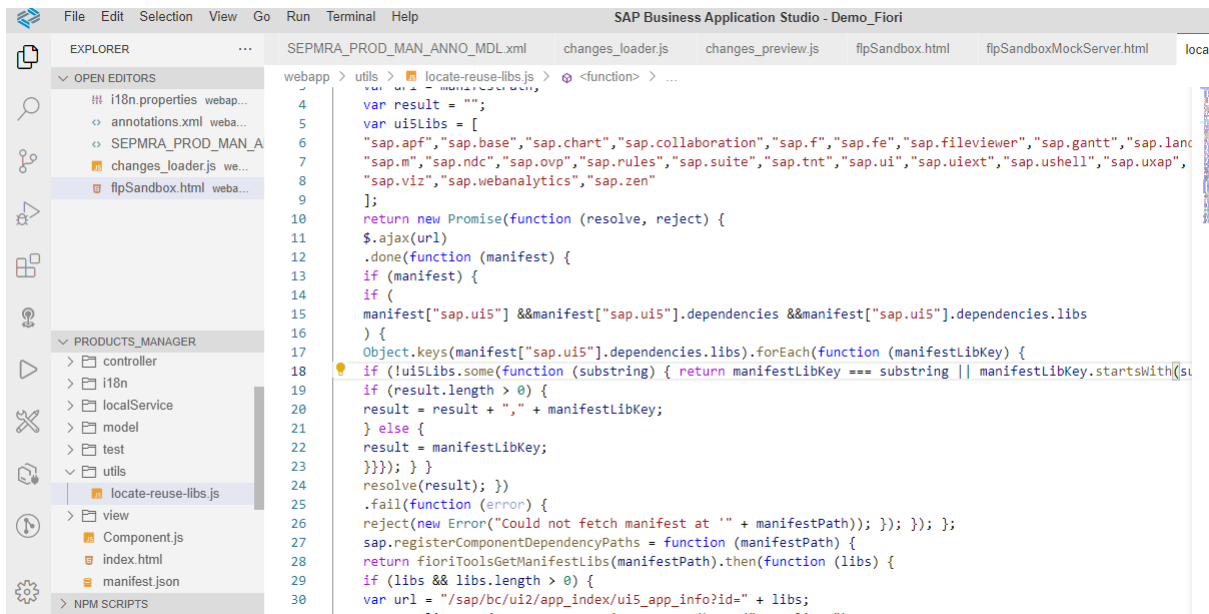 File Edit Selection View Go Run Terminal Help SAP Business Application Studio - Demo_Fiori
EXPLORER ...
SEPMRA_PROD_MAN_ANNO_MDL.xml changes_loader.js changes_preview.js flpSandbox.html flpSandboxMockServer.html loca
OPEN EDITORS
i18n.properties webap...
annotations.xml weba...
SEPMRA_PROD_MAN_A
changes_loader.js we...
flpSandbox.html weba...
PRODUCTS_MANAGER
controller
i18n
localService
model
test
utils
locate-reuse-libs.js
view
Component.js
index.html
manifest.json
NPM SCRIPTS
webapp > utils > locate-reuse-libs.js > <function> > ...
3 var url = manifestPath;
4 var result = "";
5 var ui5Libs = [
6 "sap.apf","sap.base","sap.chart","sap.collaboration","sap.f","sap.fe","sap.fileviewer","sap.gantt","sap.land
7 "sap.m","sap.ndc","sap.ovp","sap.rules","sap.suite","sap.tnt","sap.ui","sap.uiext","sap.ushell","sap.uxap",
8 "sap.viz","sap.webanalytics","sap.zen"
9 ];
10 return new Promise(function (resolve, reject) {
11 $.ajax(url)
12 .done(function (manifest) {
13 if (manifest) {
14 if (
15 manifest["sap.ui5"] &&manifest["sap.ui5"].dependencies &&manifest["sap.ui5"].dependencies.libs
16 ) {
17 Object.keys(manifest["sap.ui5"].dependencies.libs).forEach(function (manifestLibKey) {
18 if (!ui5Libs.some(function (substring) { return manifestLibKey === substring || manifestLibKey.startsWith(su
19 if (result.length > 0) {
20 result = result + "," + manifestLibKey;
21 } else {
22 result = manifestLibKey;
23 }}}); } }
24 resolve(result); })
25 .fail(function (error) {
26 reject(new Error("Could not fetch manifest at '" + manifestPath)); }); }); };
27 sap.registerComponentDependencyPaths = function (manifestPath) {
28 return fioriToolsGetManifestLibs(manifestPath).then(function (libs) {
29 if (libs && libs.length > 0) {
30 var url = "/sap/bc/ui2/app_index/ui5_app_info?id=" + libs;